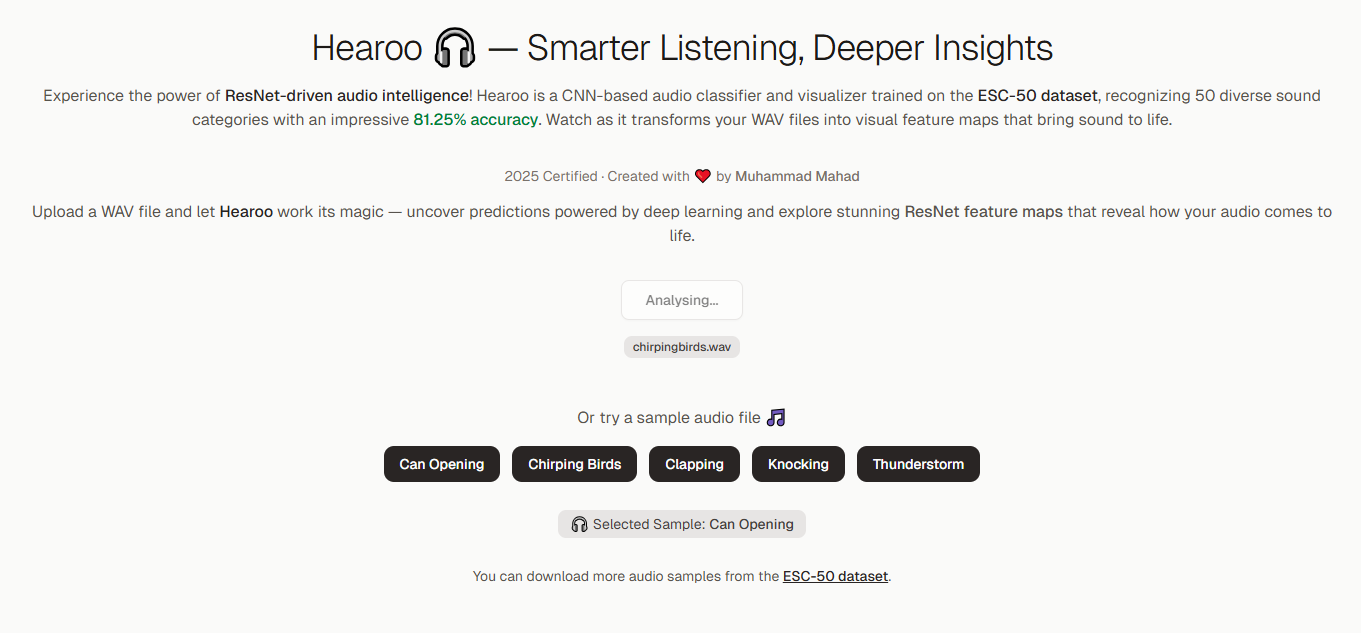 Hearoo 🎧 — Smarter Listening, Deeper Insights
Experience the power of ResNet-driven audio intelligence! Hearoo is a CNN-based audio classifier and visualizer trained on the ESC-50 dataset, recognizing 50 diverse sound
categories with an impressive 81.25% accuracy. Watch as it transforms your WAV files into visual feature maps that bring sound to life.
2025 Certified · Created with ❤️ by Muhammad Mahad
Upload a WAV file and let Hearoo work its magic — uncover predictions powered by deep learning and explore stunning ResNet feature maps that reveal how your audio comes to
life.
Analysing...
chirpingbirds.wav
Or try a sample audio file 🎵
Can Opening Chirping Birds Clapping Knocking Thunderstorm
🎧 Selected Sample: Can Opening
You can download more audio samples from the ESC-50 dataset.